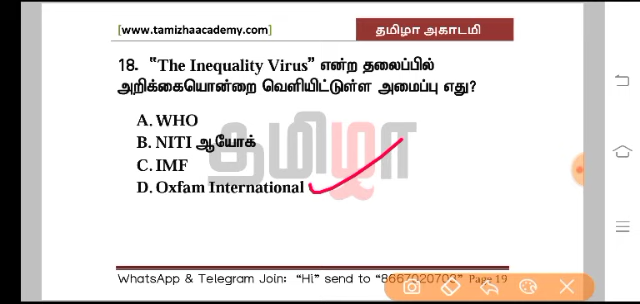 [www.tamizhaacademy.com] தமிழா அகாடமி
18. “The Inequality Virus” என்ற தலைப்பில்
அறிக்கையொன்றை வெளியிட்டுள்ள அமைப்பு எது?
A. WHO
B. NITI ஆயோக்
C. IMF
D. Oxfam International
தமிழா
WhatsApp & Telegram Join: “Hi” send to “8667020703” Page 19